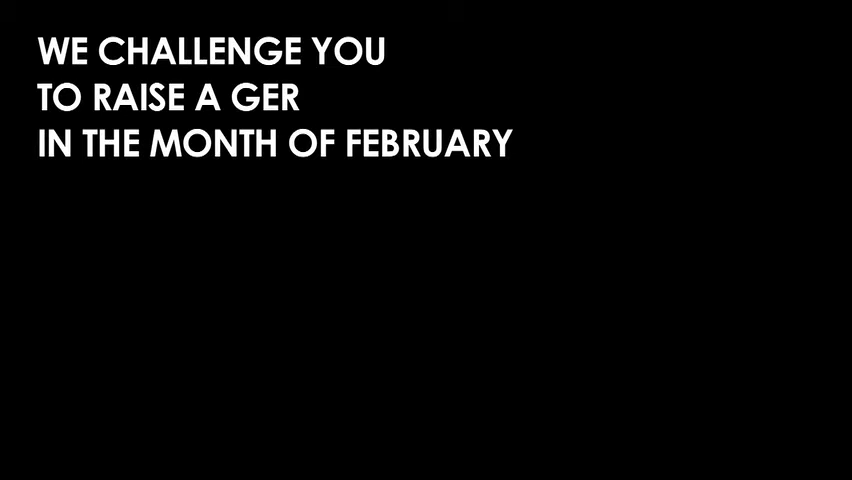 WE CHALLENGE YOU
TO RAISE A GER
IN THE MONTH OF FEBRUARY